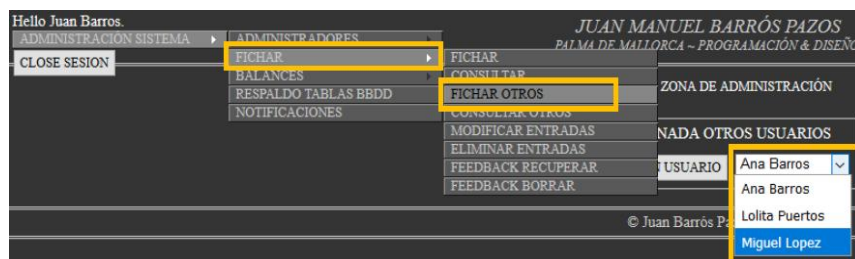 Hello Juan Barros.
JUAN MANUEL BARRÓS PAZOS
ADMINISTRACIÓN SISTEMA
ADMINISTRADORES
PALMA DE MALLORCA ~ PROGRAMACIÓN & DISEÑO
CLOSE SESION
FICHAR
FICHAR
BALANCES
CONSULTAR
RESPALDO TABLAS BBDD
FICHAR OTROS
ZONA DE ADMINISTRACIÓN
NOTIFICACIONES
CONSULTAR OTROS
MODIFICAR ENTRADAS
NADA OTROS USUARIOS
ELIMINAR ENTRADAS
FEEDBACK RECUPERAR
USUARIO
Ana Barros
FEEDBACK BORRAR
Ana Barros
Lolita Puertos
© Juan Barrós Pa
Miguel Lopez